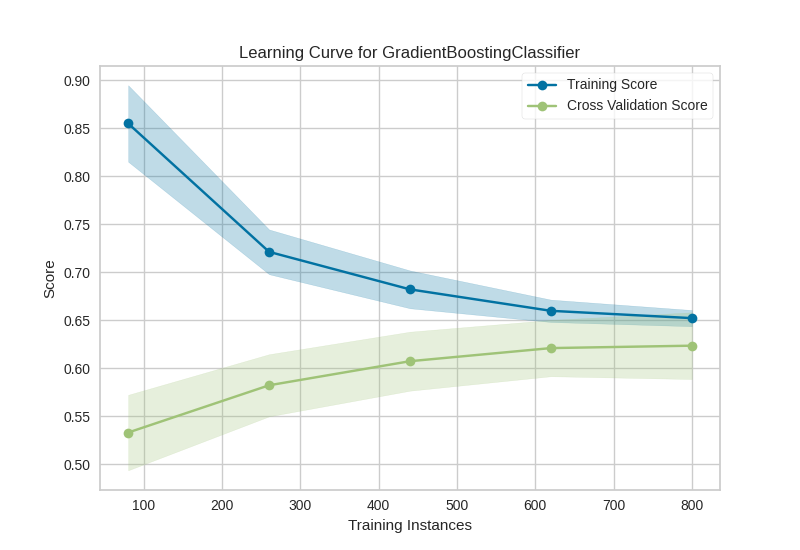 Learning Curve for GradientBoostingClassifier
Training Score
Cross Validation Score
0.90
0.85
0.80
0.75
0.70
0.65
0.60
0.55
0.50
Score
100 200 300 400 500 600 700 800
Training Instances